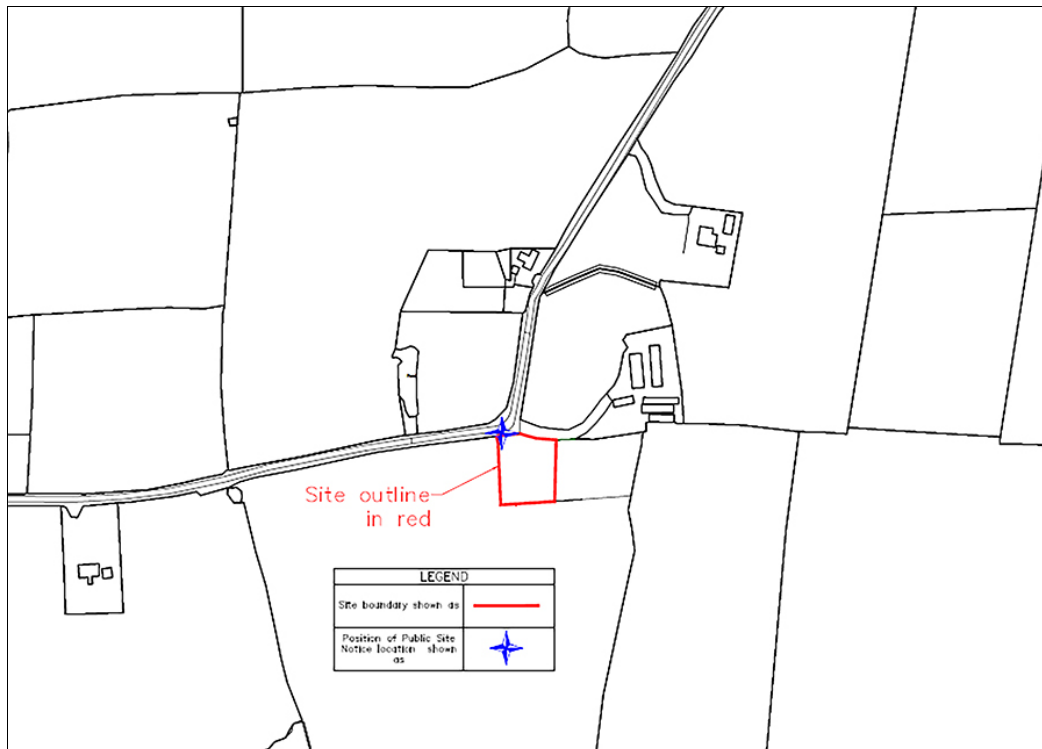 Site outline
in red
LEGEND
Site boundary shown as
Position of Public Site
Notice location shown
as